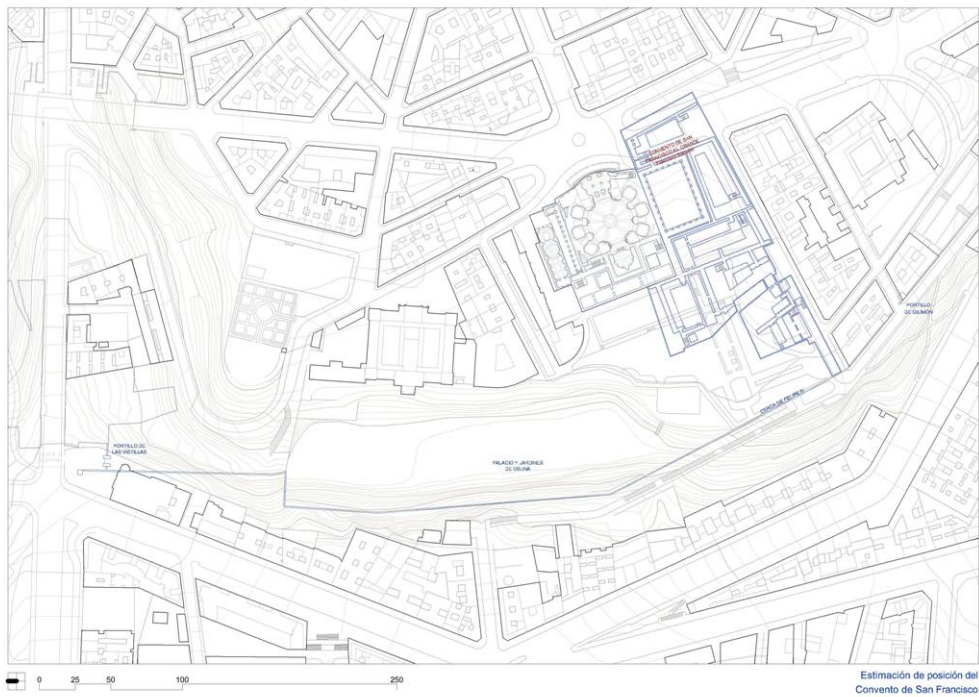 CONVENTO DE SAN
FRANCISCO EL GRANDE
PORTILLO
DE GILIMON
CERCA DE FELIPE IV
PORTILLO DE
LAS VISTILLAS
PALACIO Y JARDINES
DE OSUNA
0 25 50 100 250
Estimación de posición del
Convento de San Francisco